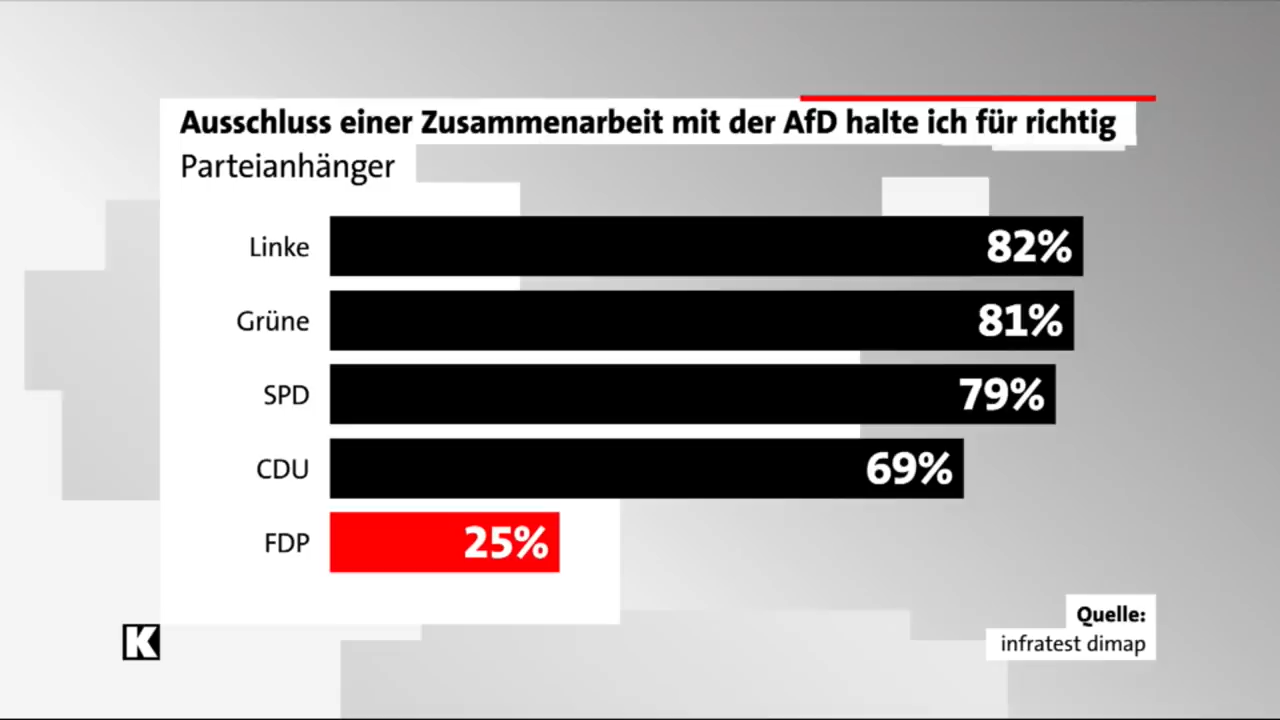 Ausschluss einer Zusammenarbeit mit der AfD halte ich für richtig
Parteianhänger
Linke 82%
Grüne 81%
SPD 79%
CDU 69%
FDP 25%
K
Quelle:
infratest dimap